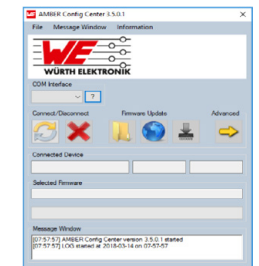 AMBER Config Center 3.5.0.1
File Message Window Information
WE
WÜRTH ELEKTRONIK
COM Interface
?
Connect/Disconnect Firmware Update Advanced
Connected Device
Selected Firmware
Message Window
[07:57:57] AMBER Config Center version 3.5.0.1 started
[07:57:57] LOG started at 2018-03-14 on 07-57-57